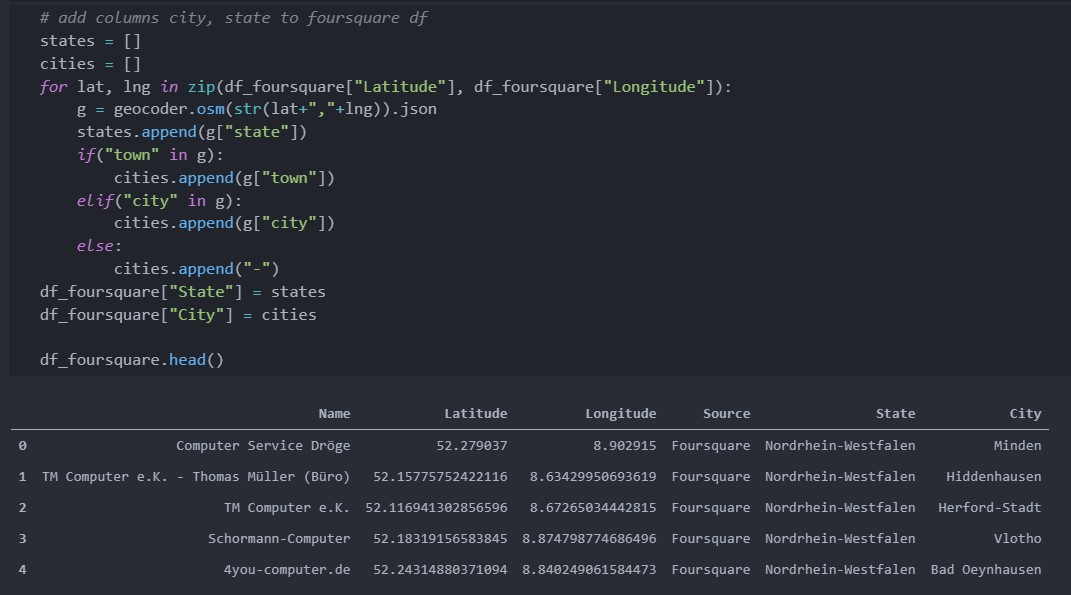 # add columns city, state to foursquare df
states = []
cities = []
for lat, lng in zip(df_foursquare["Latitude"], df_foursquare["Longitude"]):
    g = geocoder.osm(str(lat+","+lng)).json
    states.append(g["state"])
    if("town" in g):
        cities.append(g["town"])
    elif("city" in g):
        cities.append(g["city"])
    else:
        cities.append("-")
df_foursquare["State"] = states
df_foursquare["City"] = cities
df_foursquare.head()
Name Latitude Longitude Source State City
0 Computer Service Dröge 52.279037 8.902915 Foursquare Nordrhein-Westfalen Minden
1 TM Computer e.K. - Thomas Müller (Büro) 52.15775752422116 8.63429950693619 Foursquare Nordrhein-Westfalen Hiddenhausen
2 TM Computer e.K. 52.116941302856596 8.67265034442815 Foursquare Nordrhein-Westfalen Herford-Stadt
3 Schormann-Computer 52.18319156583845 8.874798774686496 Foursquare Nordrhein-Westfalen Vlotho
4 4you-computer.de 52.24314880371094 8.840249061584473 Foursquare Nordrhein-Westfalen Bad Oeynhausen